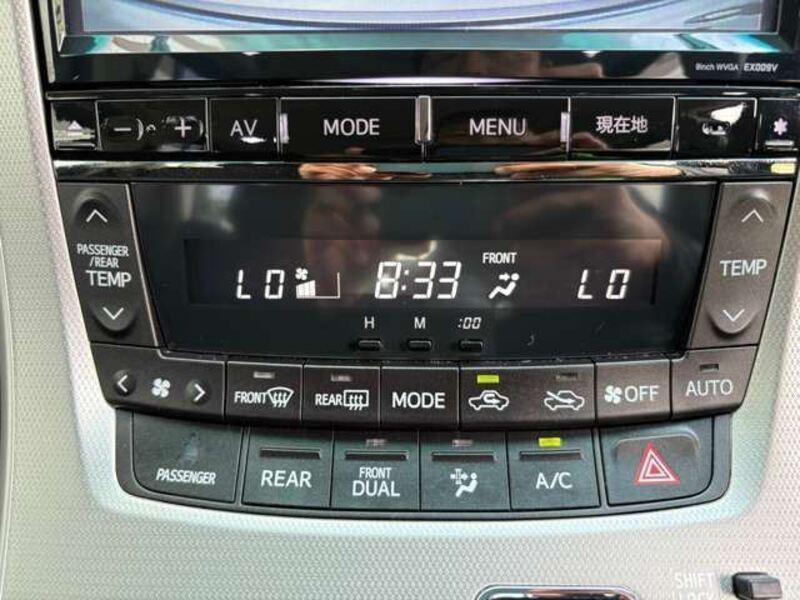 8inch WVGA EX009V
AV
MODE
MENU
現在地
PASSENGER
/REAR
TEMP
LO
8:33
FRONT
LO
TEMP
H
M
:00
FRONT
REAR
MODE
OFF
AUTO
PASSENGER
REAR
FRONT
DUAL
A/C
SHIFT
LOCK